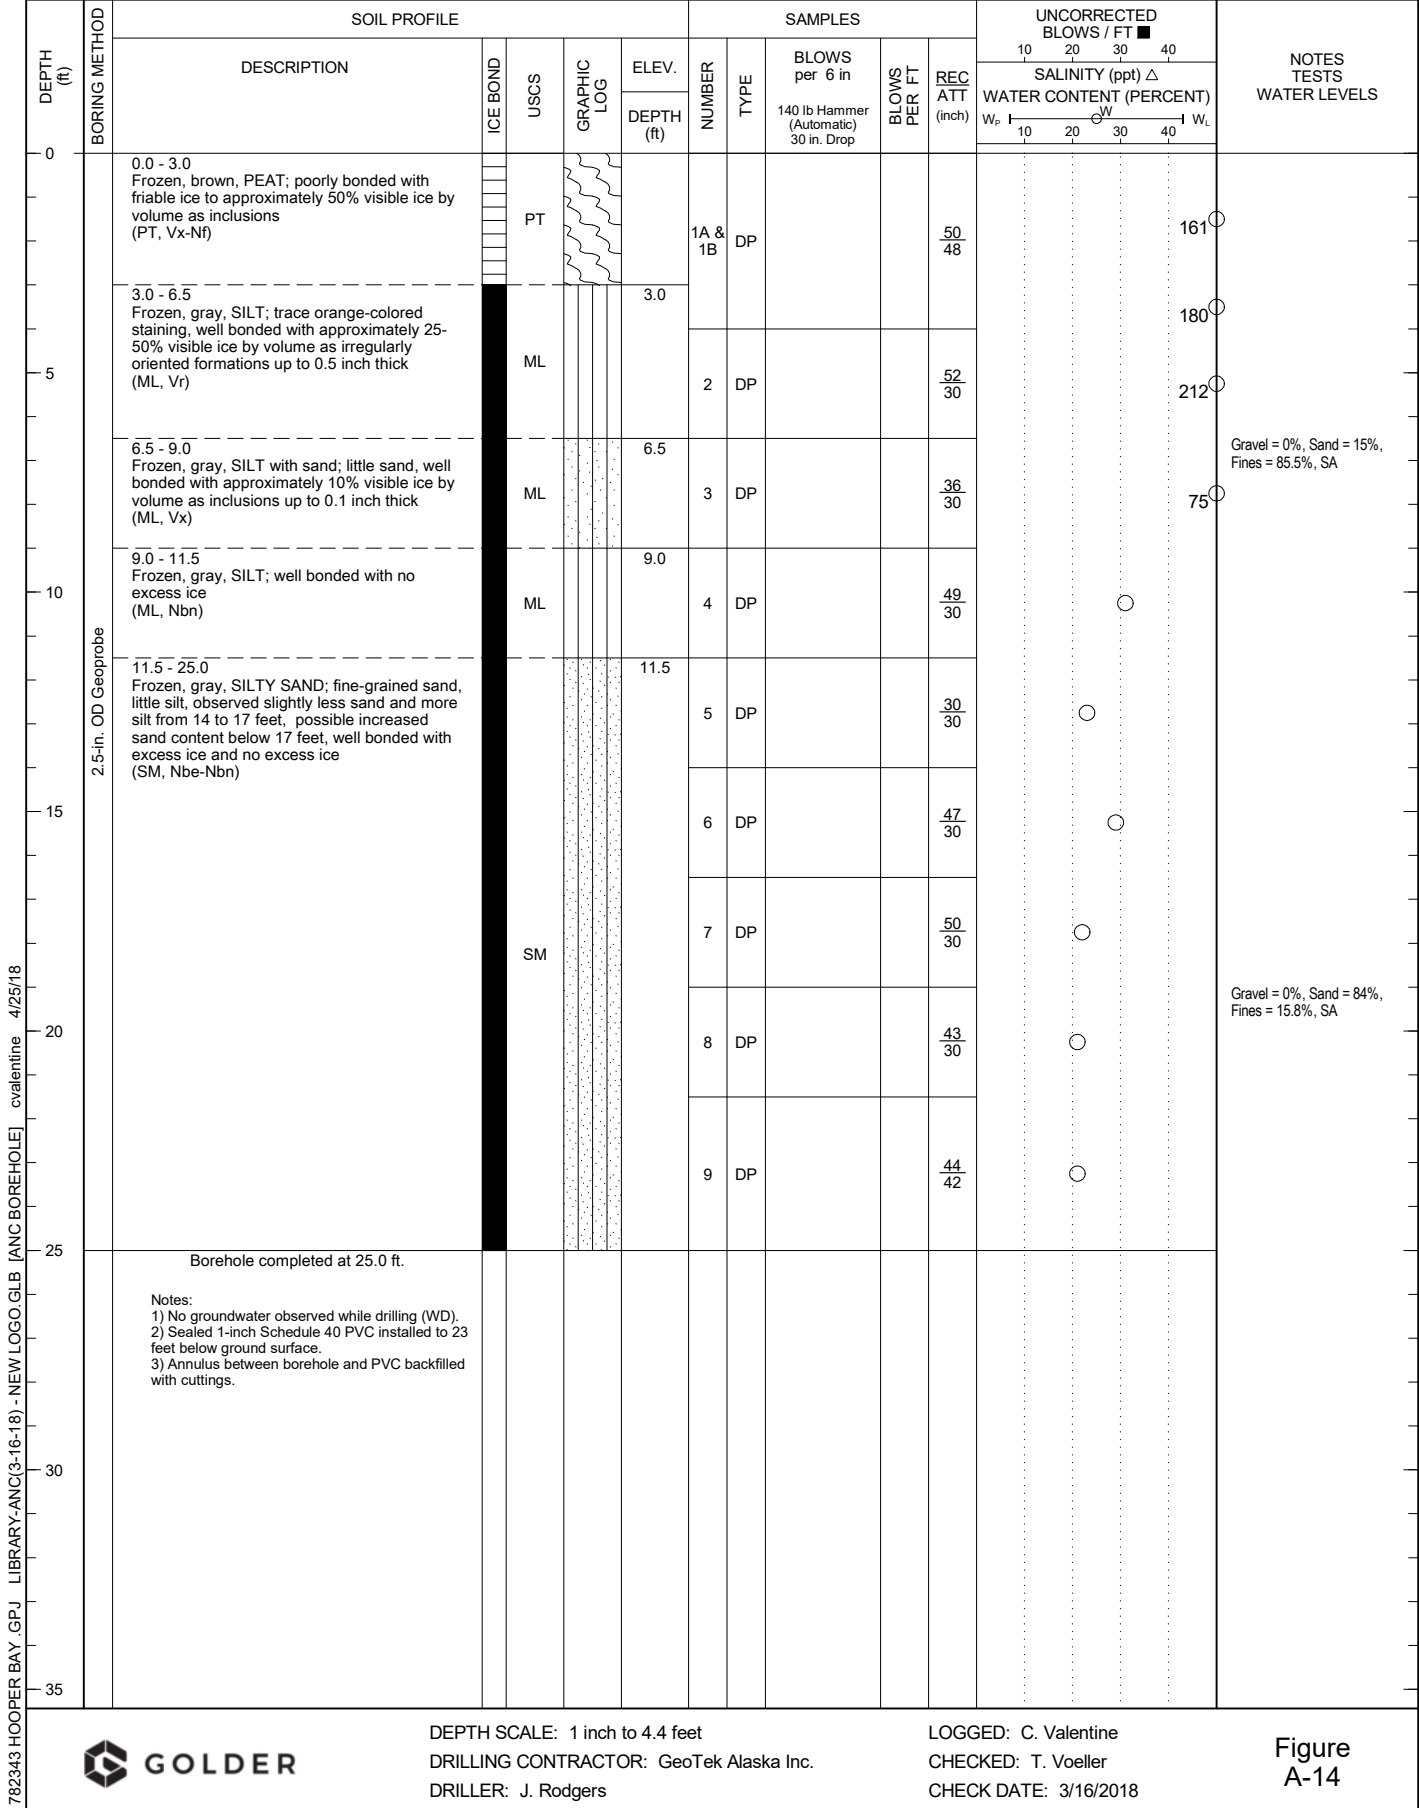 SOIL PROFILE
SAMPLES
UNCORRECTED
BLOWS / FT ■
10 20 30 40
SALINITY (ppt) △
WATER CONTENT (PERCENT)
W
Wₚ Wₗ
10 20 30 40
NOTES
TESTS
WATER LEVELS
DEPTH
(ft)
BORING METHOD
DESCRIPTION
ICE BOND
USCS
GRAPHIC
LOG
ELEV.
DEPTH
(ft)
NUMBER
TYPE
BLOWS
per 6 in
140 lb Hammer
(Automatic)
30 in. Drop
BLOWS
PER FT
REC
ATT
(inch)
0
5
10
15
20
25
30
35
2.5-in. OD Geoprobe
0.0 - 3.0
Frozen, brown, PEAT; poorly bonded with
friable ice to approximately 50% visible ice by
volume as inclusions
(PT, Vx-Nf)
PT
1A &
1B
DP
50
48
161
3.0 - 6.5
Frozen, gray, SILT; trace orange-colored
staining, well bonded with approximately 25-
50% visible ice by volume as irregularly
oriented formations up to 0.5 inch thick
(ML, Vr)
ML
3.0
180
2
DP
52
30
212
6.5 - 9.0
Frozen, gray, SILT with sand; little sand, well
bonded with approximately 10% visible ice by
volume as inclusions up to 0.1 inch thick
(ML, Vx)
ML
6.5
3
DP
36
30
75
Gravel = 0%, Sand = 15%,
Fines = 85.5%, SA
9.0 - 11.5
Frozen, gray, SILT; well bonded with no
excess ice
(ML, Nbn)
ML
9.0
4
DP
49
30
11.5 - 25.0
Frozen, gray, SILTY SAND; fine-grained sand,
little silt, observed slightly less sand and more
silt from 14 to 17 feet, possible increased
sand content below 17 feet, well bonded with
excess ice and no excess ice
(SM, Nbe-Nbn)
SM
11.5
5
DP
30
30
6
DP
47
30
7
DP
50
30
8
DP
43
30
Gravel = 0%, Sand = 84%,
Fines = 15.8%, SA
9
DP
44
42
Borehole completed at 25.0 ft.
Notes:
1) No groundwater observed while drilling (WD).
2) Sealed 1-inch Schedule 40 PVC installed to 23
feet below ground surface.
3) Annulus between borehole and PVC backfilled
with cuttings.
782343 HOOPER BAY .GPJ LIBRARY-ANC(3-16-18) - NEW LOGO.GLB [ANC BOREHOLE] cvalentine 4/25/18
GOLDER
DEPTH SCALE: 1 inch to 4.4 feet
DRILLING CONTRACTOR: GeoTek Alaska Inc.
DRILLER: J. Rodgers
LOGGED: C. Valentine
CHECKED: T. Voeller
CHECK DATE: 3/16/2018
Figure
A-14